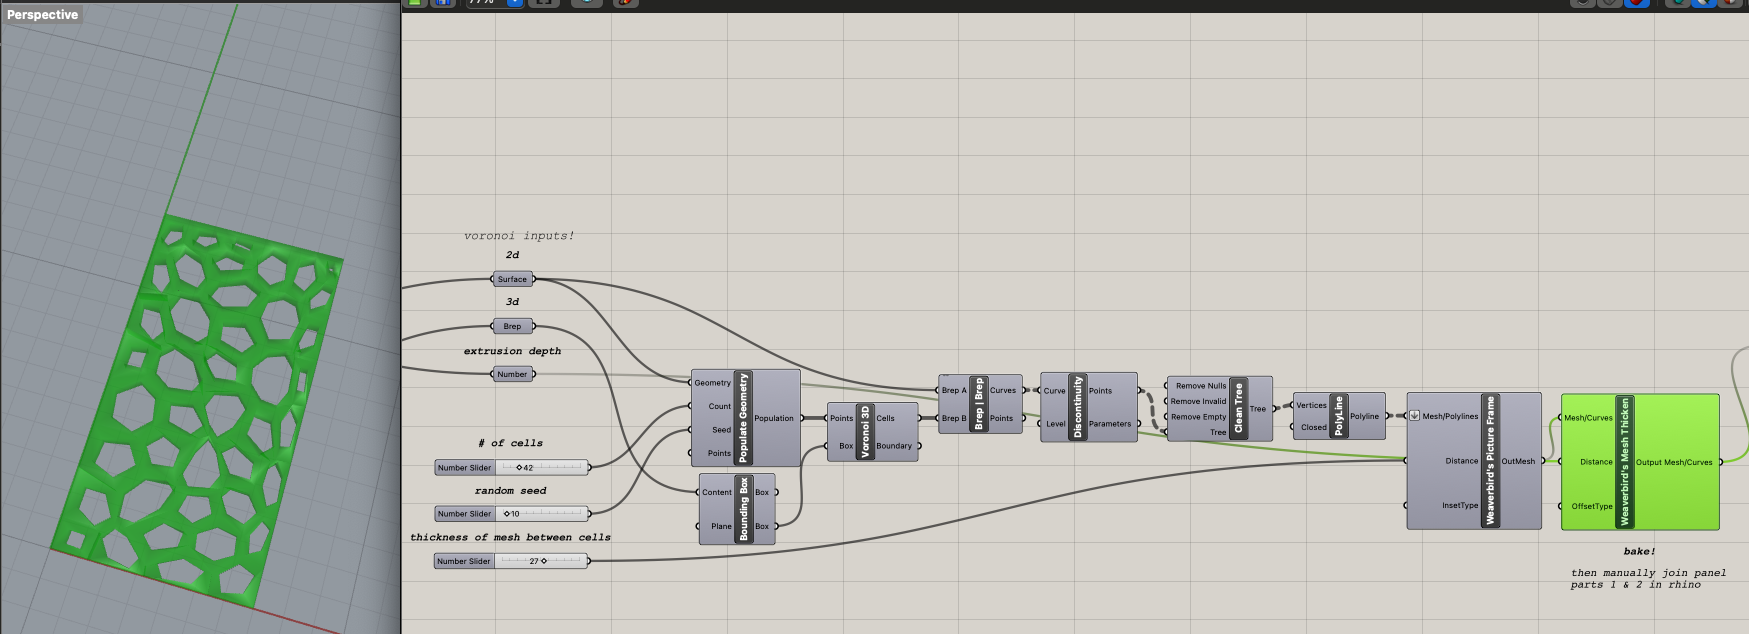 Perspective
77%
voronoi inputs!
2d
Surface
3d
Brep
extrusion depth
Number
# of cells
Number Slider 42
random seed
Number Slider 10
thickness of mesh between cells
Number Slider 27
Geometry
Count
Seed
Points
Populate Geometry
Population
Content
Plane
Bounding Box
Box
Box
Points
Box
Voronoi 3D
Cells
Boundary
Brep A
Brep B
Brep | Brep
Curves
Points
Curve
Level
Discontinuity
Points
Parameters
Remove Nulls
Remove Invalid
Remove Empty
Tree
Clean Tree
Tree
Vertices
Closed
PolyLine
Polyline
Mesh/Polylines
Distance
InsetType
Weaverbird's Picture Frame
OutMesh
Mesh/Curves
Distance
OffsetType
Weaverbird's Mesh Thicken
Output Mesh/Curves
bake!
then manually join panel
parts 1 & 2 in rhino